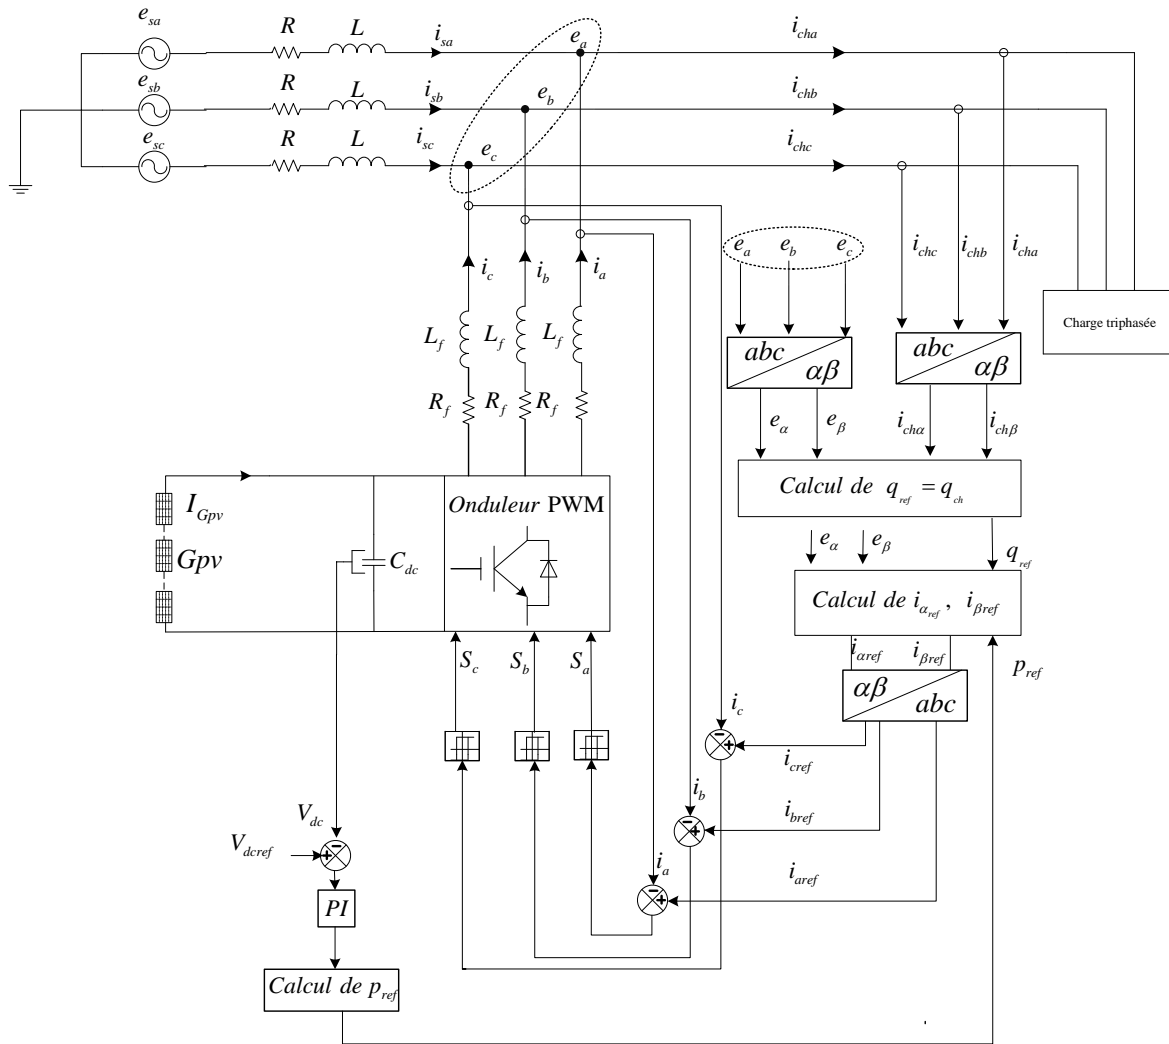 e_sa
R
L
i_sa
e_a
i_cha
e_sb
R
L
i_sb
e_b
i_chb
e_sc
R
L
i_sc
e_c
i_chc
i_c
i_b
i_a
e_a
e_b
e_c
i_chc
i_chb
i_cha
Charge triphasée
L_f
L_f
L_f
abc
αβ
abc
αβ
R_f
R_f
R_f
e_α
e_β
i_chα
i_chβ
I_Gpv
Gpv
C_dc
Onduleur PWM
Calcul de q_ref = q_ch
e_α
e_β
q_ref
Calcul de i_α_ref , i_βref
S_c
S_b
S_a
i_αref
i_βref
p_ref
αβ
abc
i_c
- +
i_cref
i_b
- +
i_bref
V_dc
V_dcref
+ -
i_a
- +
i_aref
PI
Calcul de p_ref